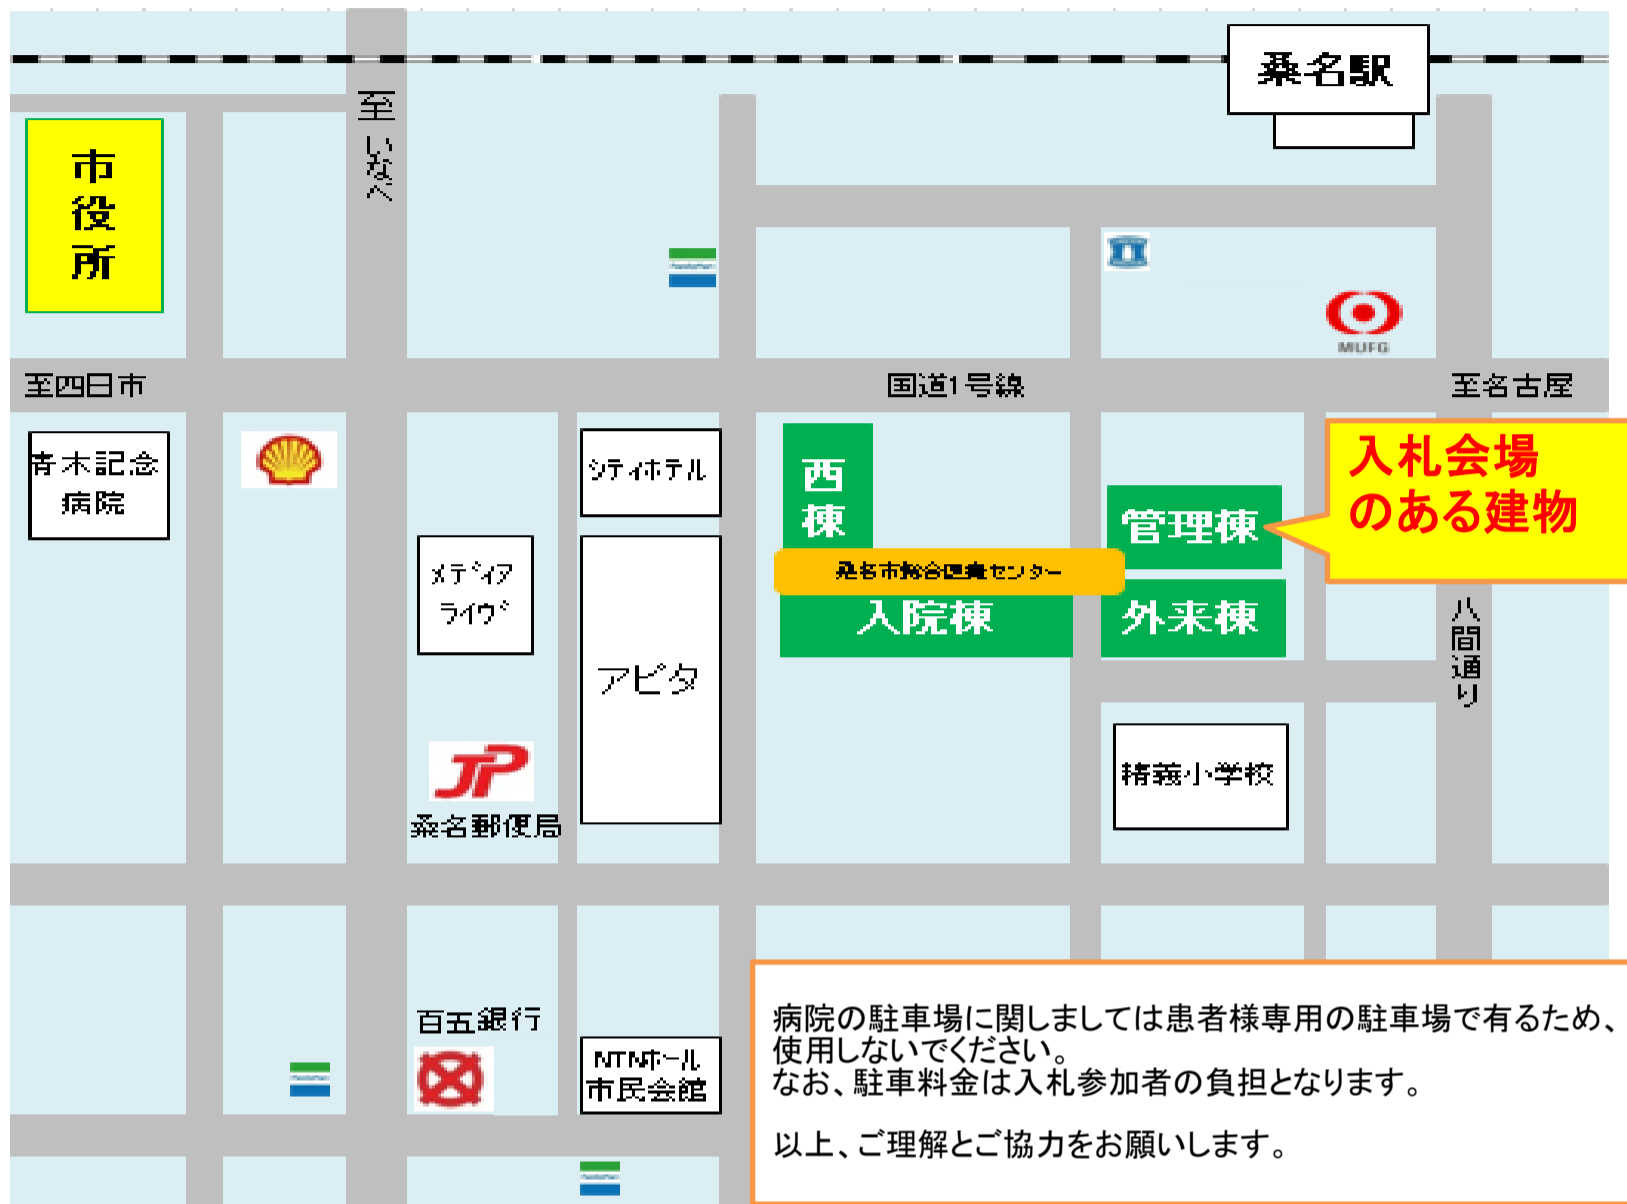 桑名駅
至
いなべ
市
役
所
MUFG
至四日市
国道1号線
至名古屋
青木記念
病院
シティホテル
西
棟
入札会場
のある建物
管理棟
メディア
ライヴ
桑名市総合医療センター
入院棟
外来棟
八間通り
アピタ
JP
桑名郵便局
精義小学校
百五銀行
NTNホール
市民会館
病院の駐車場に関しましては患者様専用の駐車場で有るため、
使用しないでください。
なお、駐車料金は入札参加者の負担となります。
以上、ご理解とご協力をお願いします。